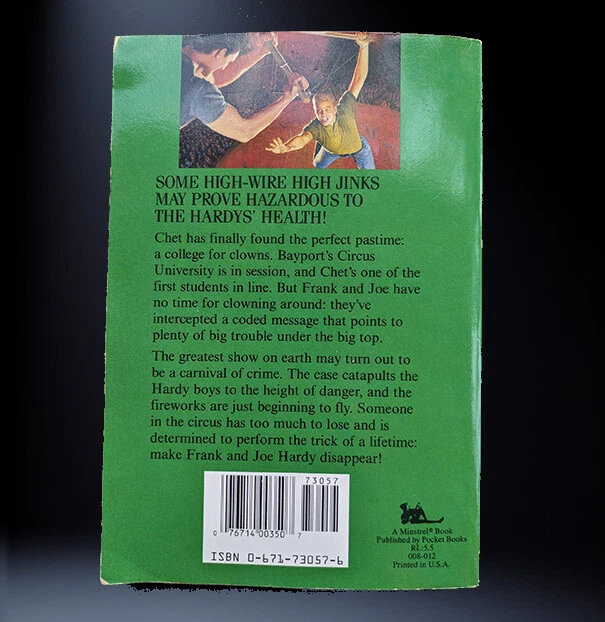 SOME HIGH-WIRE HIGH JINKS
MAY PROVE HAZARDOUS TO
THE HARDYS' HEALTH!
Chet has finally found the perfect pastime:
a college for clowns. Bayport's Circus
University is in session, and Chet's one of the
first students in line. But Frank and Joe have
no time for clowning around: they've
intercepted a coded message that points to
plenty of big trouble under the big top.
The greatest show on earth may turn out to
be a carnival of crime. The case catapults the
Hardy boys to the height of danger, and the
fireworks are just beginning to fly. Someone
in the circus has too much to lose and is
determined to perform the trick of a lifetime:
make Frank and Joe Hardy disappear!
73057
0 76714 00350 7
ISBN 0-671-73057-6
A Minstrel® Book
Published by Pocket Books
RL:5.5
008-012
Printed in U.S.A.